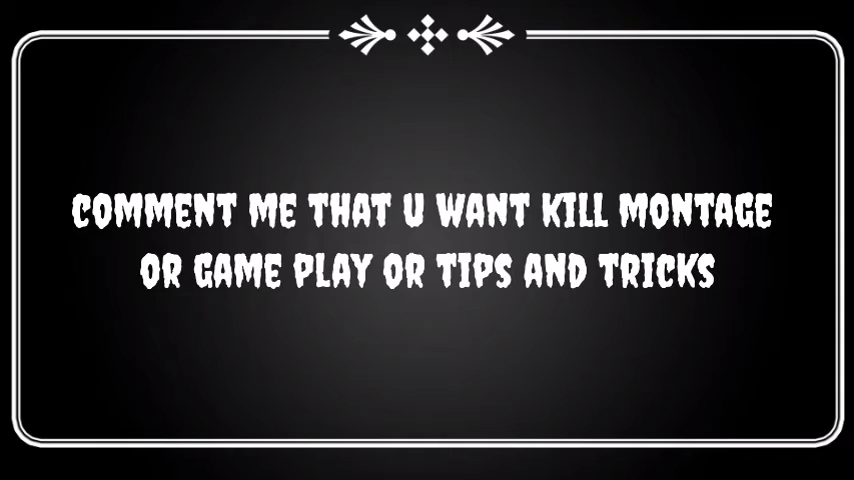 COMMENT ME THAT U WANT KILL MONTAGE
OR GAME PLAY OR TIPS AND TRICKS